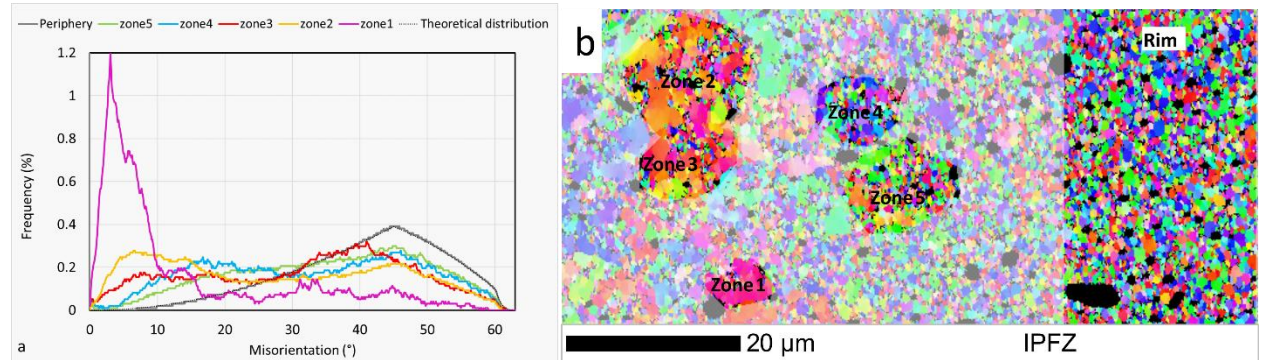 Periphery zone5 zone4 zone3 zone2 zone1 Theoretical distribution
1.2
1
0.8
0.6
0.4
0.2
0
Frequency (%)
0 10 20 30 40 50 60
Misorientation (°)
a
b
Rim
Zone 2
Zone 4
Zone 3
Zone 5
Zone 1
20 µm IPFZ